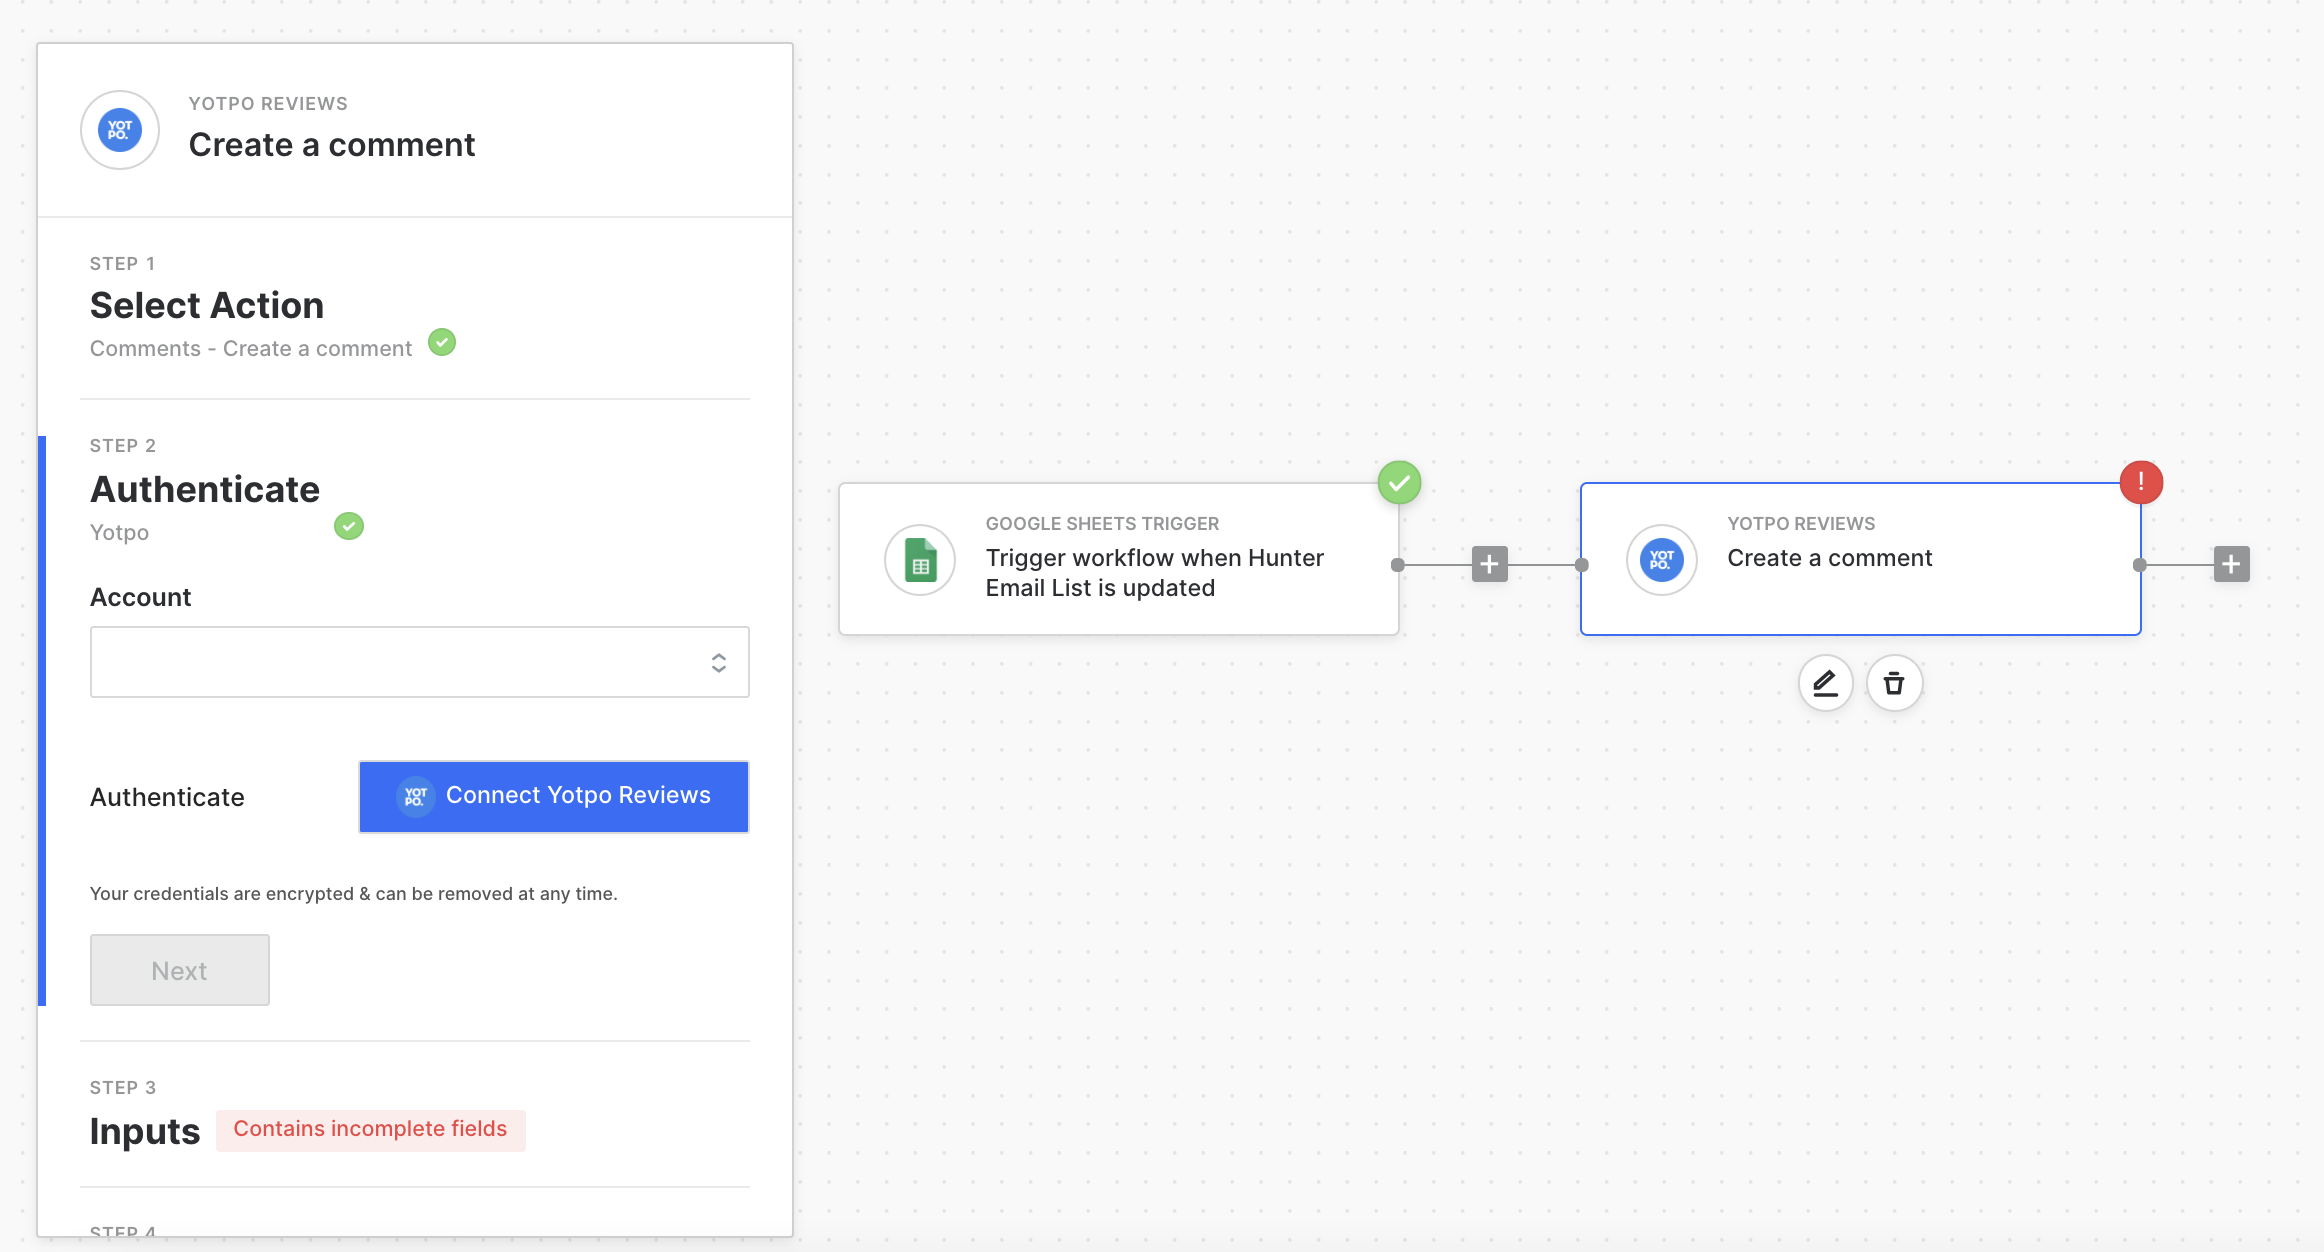 YOT
PO.
YOTPO REVIEWS
Create a comment
STEP 1
Select Action
Comments - Create a comment
STEP 2
Authenticate
Yotpo
Account
Authenticate
YOT
PO.
Connect Yotpo Reviews
Your credentials are encrypted & can be removed at any time.
Next
STEP 3
Inputs
Contains incomplete fields
STEP 4
GOOGLE SHEETS TRIGGER
Trigger workflow when Hunter
Email List is updated
!
YOT
PO.
YOTPO REVIEWS
Create a comment